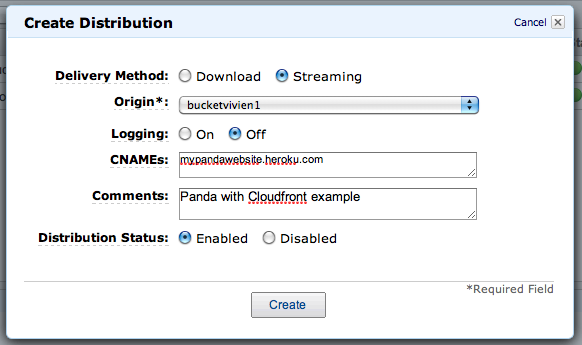 Create Distribution
Cancel
Delivery Method: Download Streaming
Origin*: bucketvivien1
Logging: On Off
CNAMEs: mypandawebsite.heroku.com
Comments: Panda with Cloudfront example
Distribution Status: Enabled Disabled
*Required Field
Create